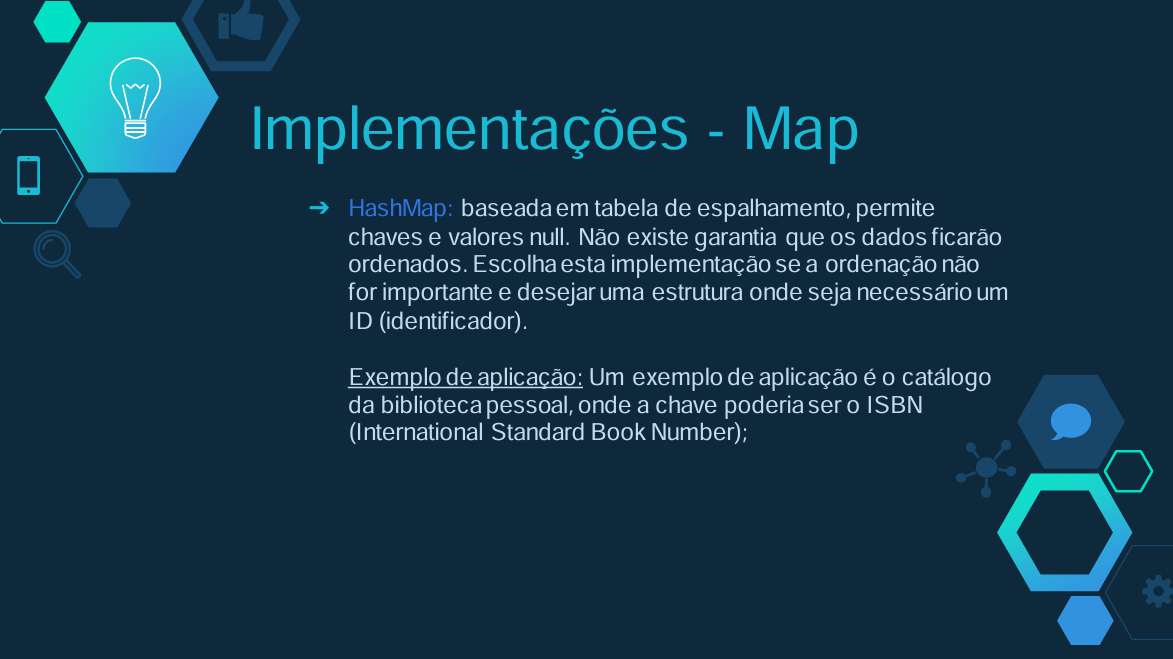 Implementações - Map
➔ HashMap: baseada em tabela de espalhamento, permite
chaves e valores null. Não existe garantia que os dados ficarão
ordenados. Escolha esta implementação se a ordenação não
for importante e desejar uma estrutura onde seja necessário um
ID (identificador).
Exemplo de aplicação: Um exemplo de aplicação é o catálogo
da biblioteca pessoal, onde a chave poderia ser o ISBN
(International Standard Book Number);